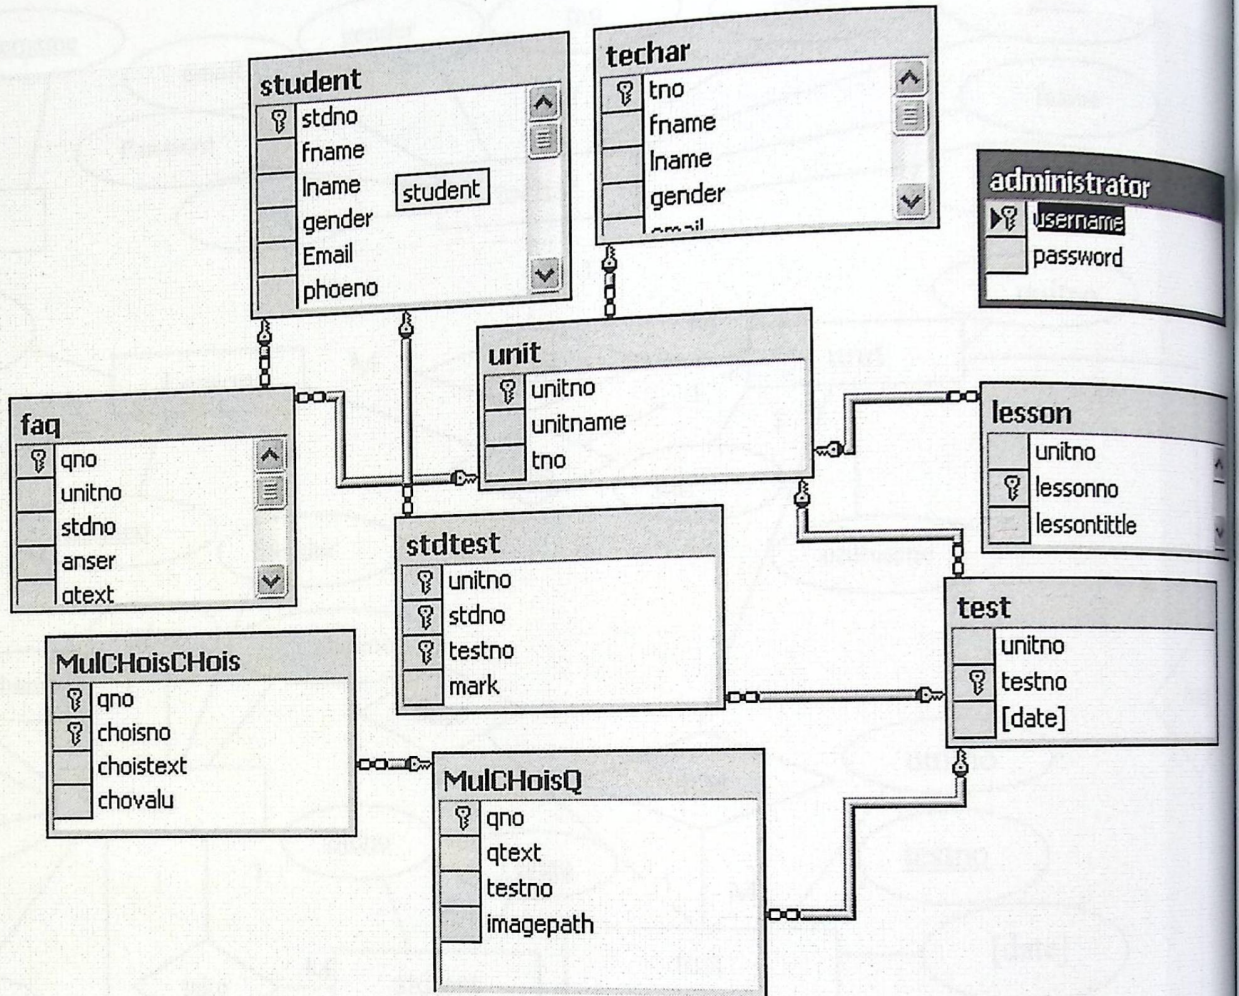 student
stdno
fname
lname
gender
Email
phoeno
student
techar
tno
fname
lname
gender
email
administrator
username
password
unit
unitno
unitname
tno
faq
qno
unitno
stdno
anser
qtext
lesson
unitno
lessonno
lessontittle
stdtest
unitno
stdno
testno
mark
test
unitno
testno
[date]
MulCHoisCHois
qno
choisno
choistext
chovalu
MulCHoisQ
qno
qtext
testno
imagepath